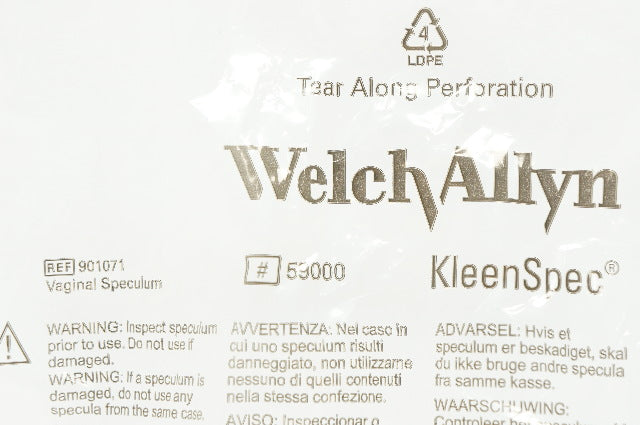 4
LDPE
Tear Along Perforation
WelchAllyn
REF 901071
Vaginal Speculum
# 59000
KleenSpec®
WARNING: Inspect speculum
prior to use. Do not use if
damaged.
WARNING: If a speculum is
damaged, do not use any
specula from the same case.
AVVERTENZA: Nel caso in
cui uno speculum risulti
danneggiato, non utilizzarne
nessuno di quelli contenuti
nella stessa confezione.
AVISO: Inspeccionar o
ADVARSEL: Hvis et
speculum er beskadiget, skal
du ikke bruge andre specula
fra samme kasse.
WAARSCHUWING:
Controleer het